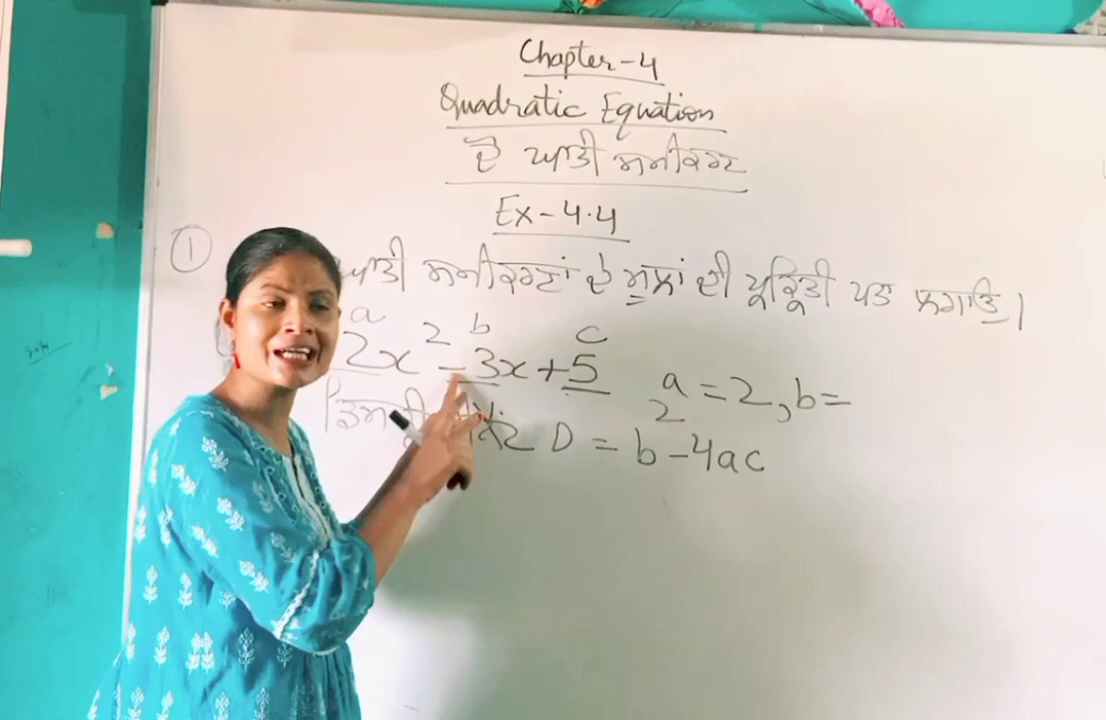 Chapter-4
Quadratic Equation
ਦੋ ਘਾਤੀ ਸਮੀਕਰਣ
Ex-4.4
① ਘਾਤੀ ਸਮੀਕਰਣਾਂ ਦੇ ਮੂਲਾਂ ਦੀ ਪ੍ਰਕ੍ਰਿਤੀ ਪਤਾ ਲਗਾਓ।
a b c
2x² - 3x + 5 a = 2, b =
D = b² - 4ac